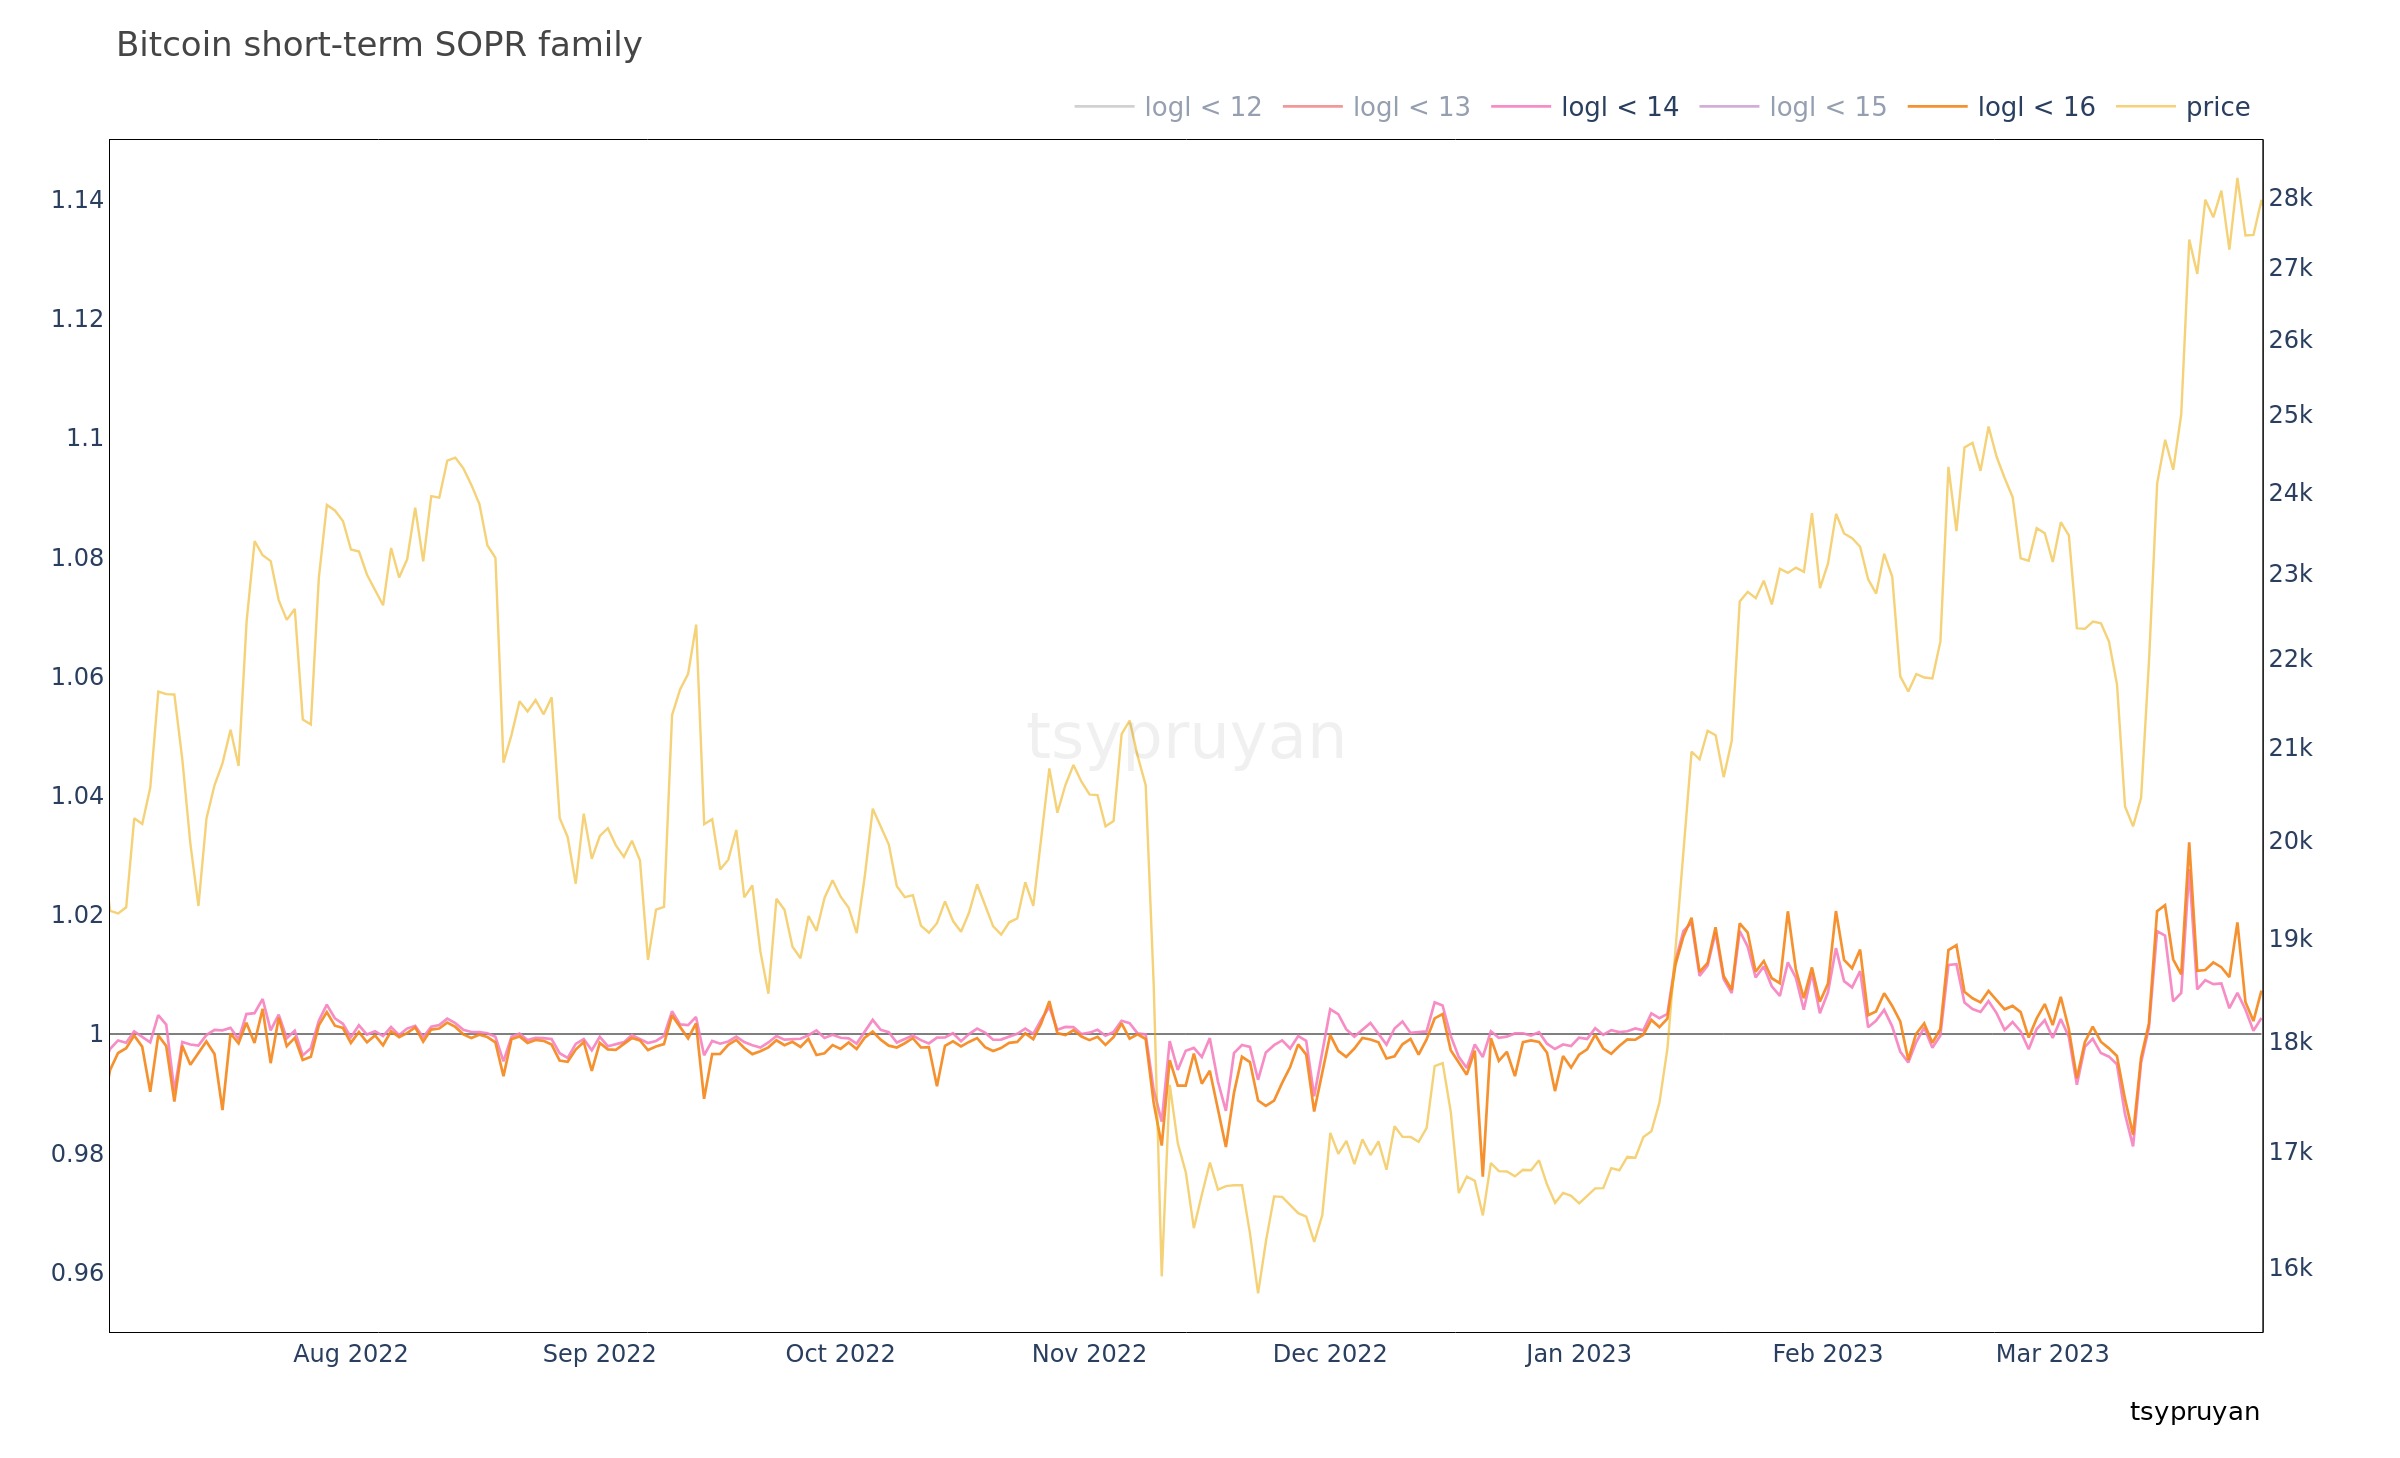 Bitcoin short-term SOPR family
logl < 12 logl < 13 logl < 14 logl < 15 logl < 16 price
1.14
1.12
1.1
1.08
1.06
1.04
1.02
1
0.98
0.96
28k
27k
26k
25k
24k
23k
22k
21k
20k
19k
18k
17k
16k
tsypruyan
Aug 2022 Sep 2022 Oct 2022 Nov 2022 Dec 2022 Jan 2023 Feb 2023 Mar 2023
tsypruyan